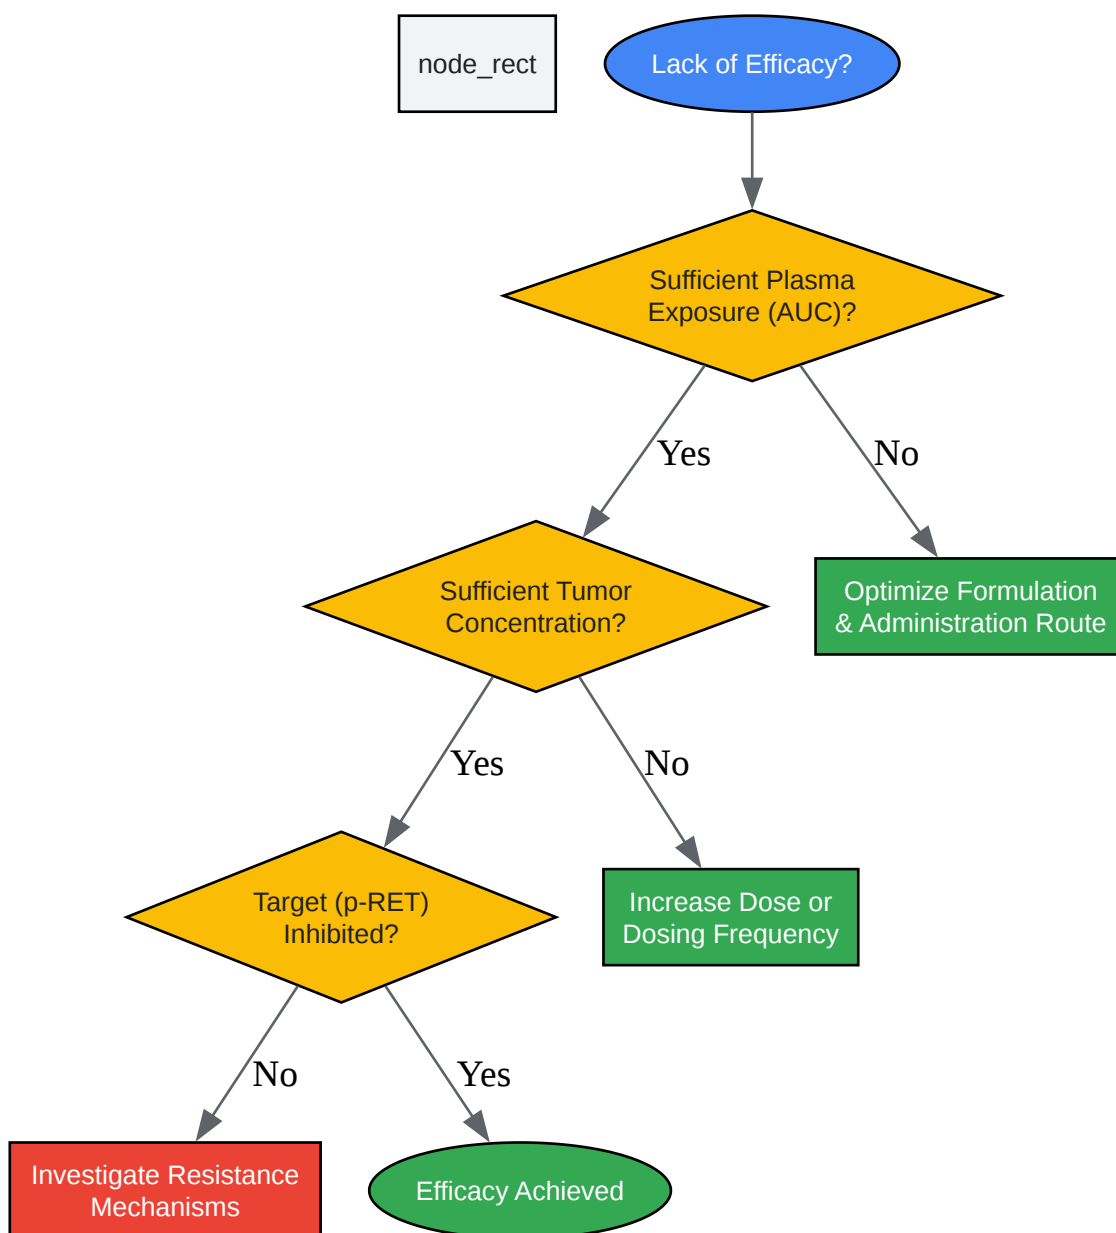 node_rect
Lack of Efficacy?
Sufficient Plasma
Exposure (AUC)?
Yes
No
Sufficient Tumor
Concentration?
Optimize Formulation
& Administration Route
Yes
No
Target (p-RET)
Inhibited?
Increase Dose or
Dosing Frequency
No
Yes
Investigate Resistance
Mechanisms
Efficacy Achieved